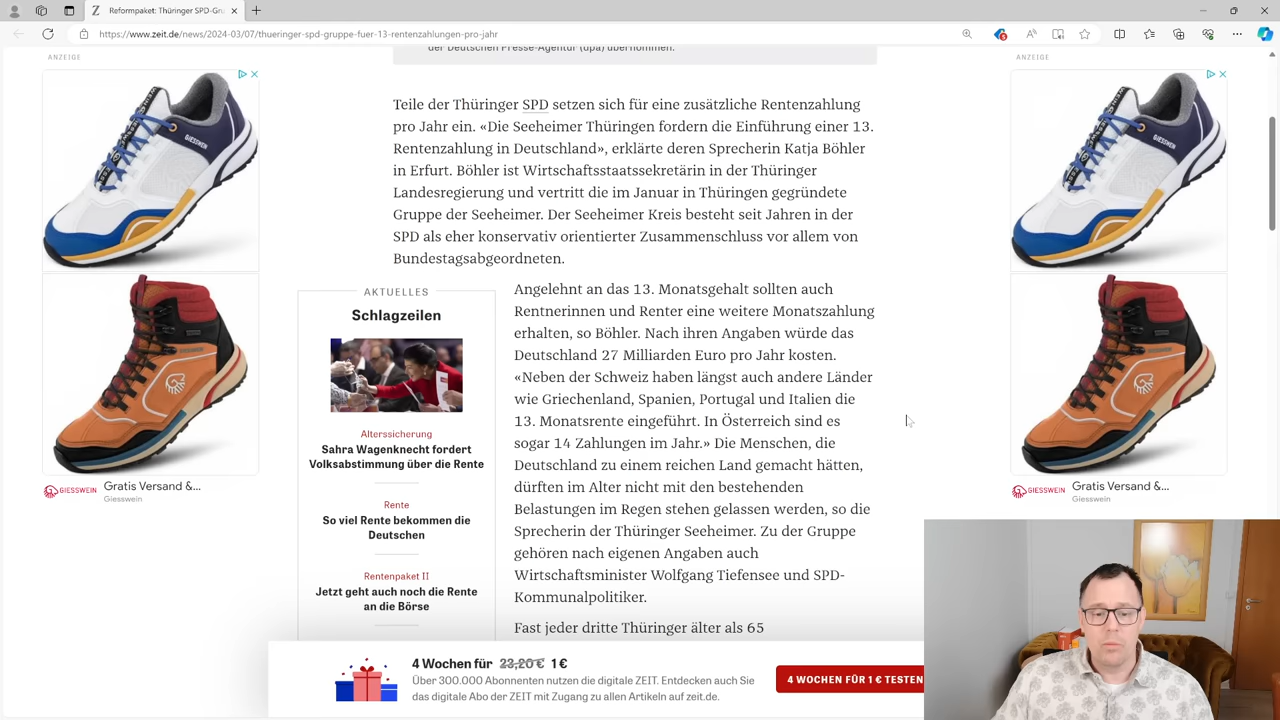 Reformpaket: Thüringer SPD-Gru
https://www.zeit.de/news/2024-03/07/thueringer-spd-gruppe-fuer-13-rentenzahlungen-pro-jahr
ANZEIGE
ANZEIGE
der Deutschen Presse-Agentur (dpa) übernommen.
Teile der Thüringer SPD setzen sich für eine zusätzliche Rentenzahlung
pro Jahr ein. «Die Seeheimer Thüringen fordern die Einführung einer 13.
Rentenzahlung in Deutschland», erklärte deren Sprecherin Katja Böhler
in Erfurt. Böhler ist Wirtschaftsstaatssekretärin in der Thüringer
Landesregierung und vertritt die im Januar in Thüringen gegründete
Gruppe der Seeheimer. Der Seeheimer Kreis besteht seit Jahren in der
SPD als eher konservativ orientierter Zusammenschluss vor allem von
Bundestagsabgeordneten.
AKTUELLES
Schlagzeilen
Alterssicherung
Sahra Wagenknecht fordert
Volksabstimmung über die Rente
Rente
So viel Rente bekommen die
Deutschen
Rentenpaket II
Jetzt geht auch noch die Rente
an die Börse
Angelehnt an das 13. Monatsgehalt sollten auch
Rentnerinnen und Renter eine weitere Monatszahlung
erhalten, so Böhler. Nach ihren Angaben würde das
Deutschland 27 Milliarden Euro pro Jahr kosten.
«Neben der Schweiz haben längst auch andere Länder
wie Griechenland, Spanien, Portugal und Italien die
13. Monatsrente eingeführt. In Österreich sind es
sogar 14 Zahlungen im Jahr.» Die Menschen, die
Deutschland zu einem reichen Land gemacht hätten,
dürften im Alter nicht mit den bestehenden
Belastungen im Regen stehen gelassen werden, so die
Sprecherin der Thüringer Seeheimer. Zu der Gruppe
gehören nach eigenen Angaben auch
Wirtschaftsminister Wolfgang Tiefensee und SPD-
Kommunalpolitiker.
Fast jeder dritte Thüringer älter als 65
GIESSWEIN
Gratis Versand &...
Giesswein
GIESSWEIN
Gratis Versand &...
Giesswein
4 Wochen für 23,20 € 1 €
Über 300.000 Abonnenten nutzen die digitale ZEIT. Entdecken auch Sie
das digitale Abo der ZEIT mit Zugang zu allen Artikeln auf zeit.de.
4 WOCHEN FÜR 1 € TESTEN